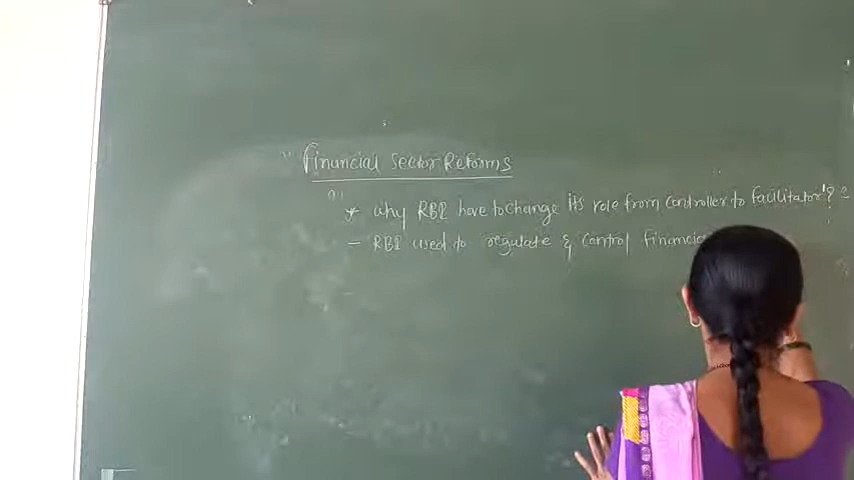 Financial Sector Reforms
* why RBI have to change its role from controller to facilitator?
- RBI used to regulate & control financial